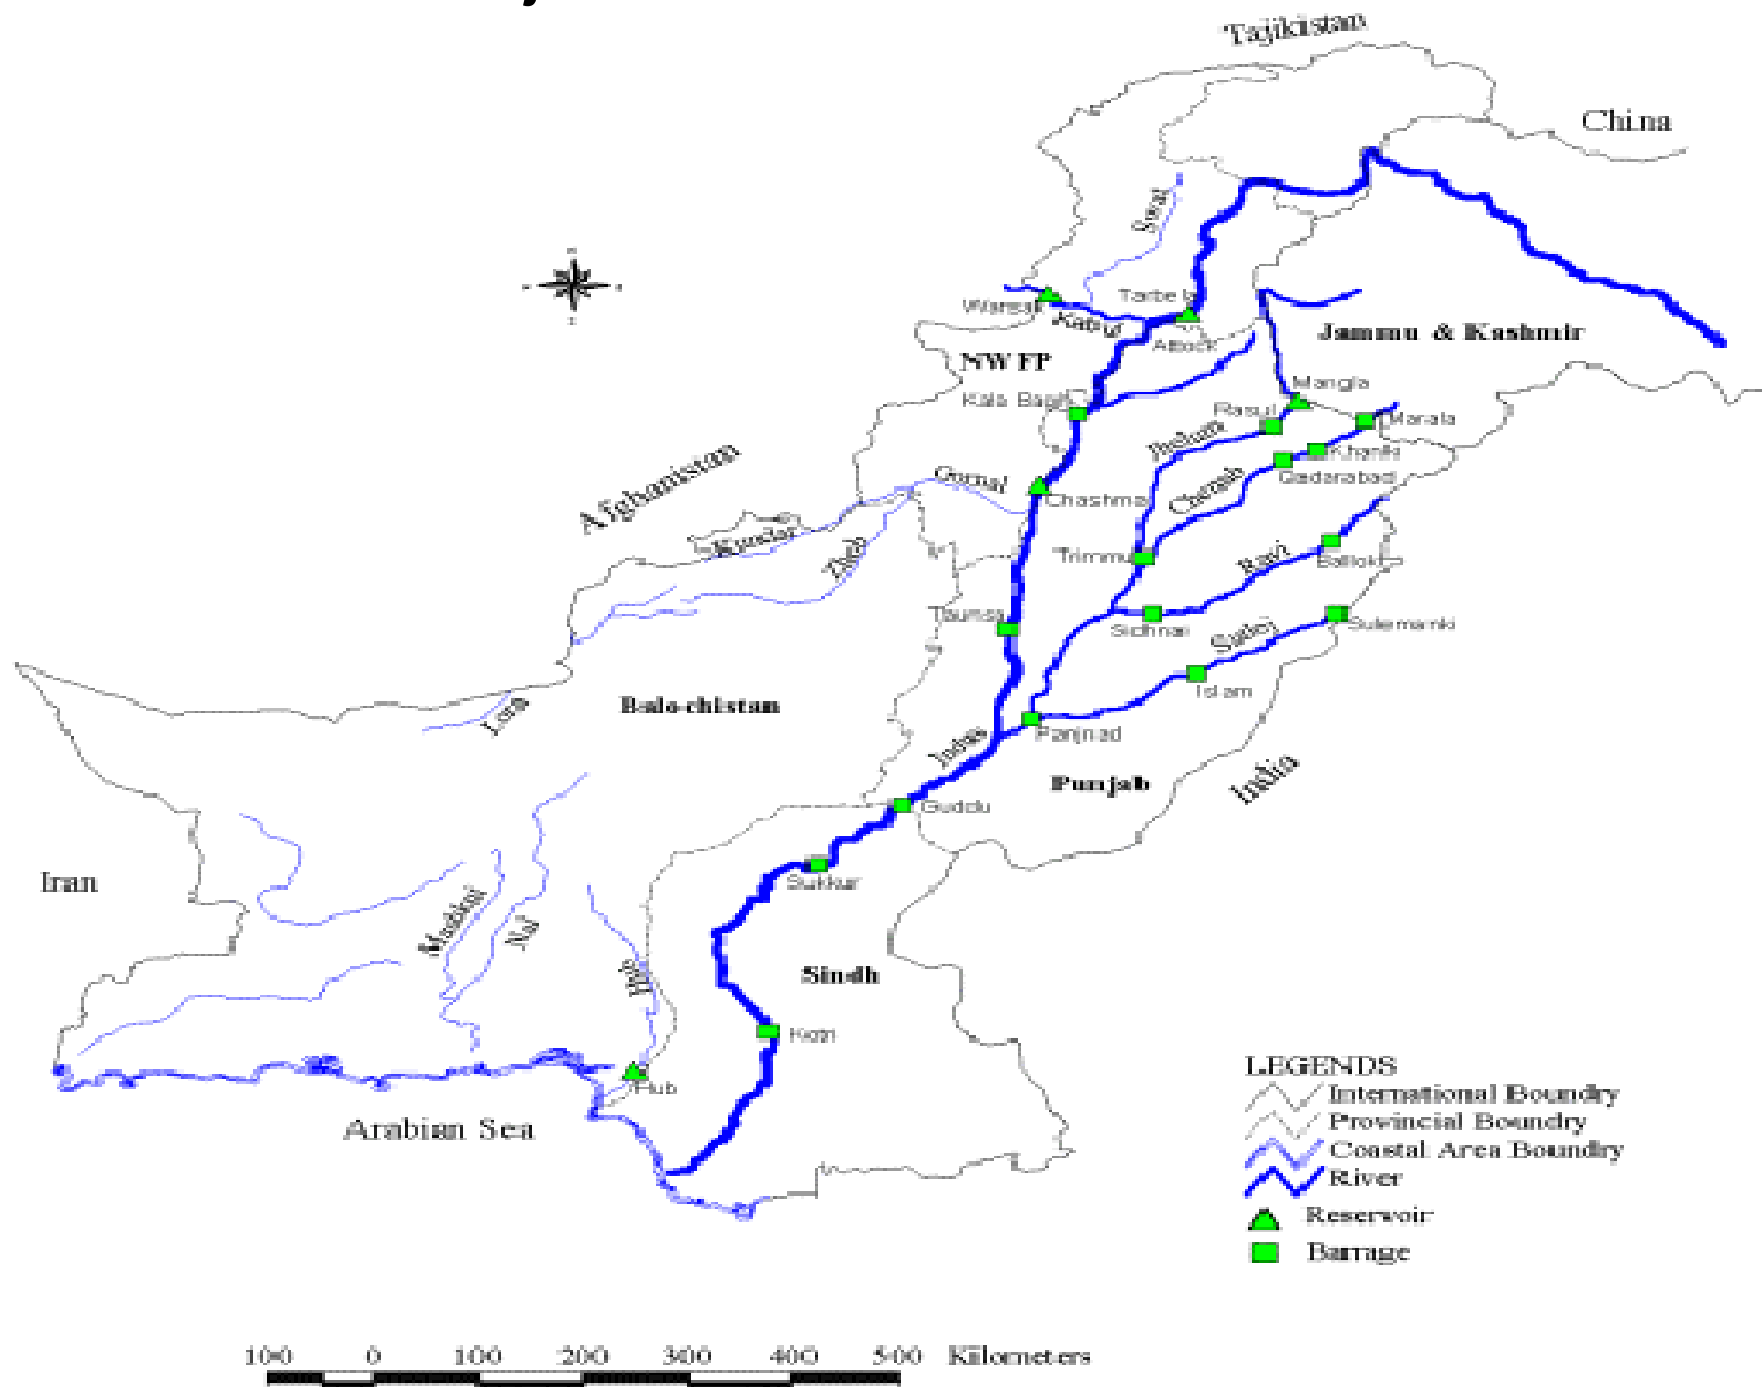 Tajikistan
China
Swat
Tarbela
Warsak
Kabul
Attock
Jammu & Kashmir
NWFP
Mangla
Kala Bagh
Rasul
Marala
Jhelum
Khanki
Afghanistan
Gomal
Chenab
Qadarabad
Chashma
Kundar
Zhob
Trimmu
Ravi
Balloki
Taunsa
Sidhnai
Sutlej
Sulemanki
Islam
Balochistan
Lora
Panjnad
Indus
Punjab
India
Guddu
Iran
Sukkur
Mashkai
Nal
Hub
Sindh
Kotri
Hub
Arabian Sea
LEGENDS
International Boundry
Provincial Boundry
Coastal Area Boundry
River
Reservoir
Barrage
100 0 100 200 300 400 500 Kilometers